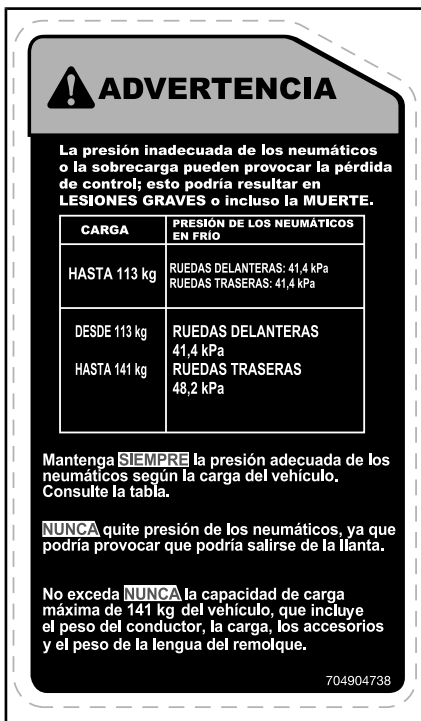 ADVERTENCIA
La presión inadecuada de los neumáticos
o la sobrecarga pueden provocar la pérdida
de control; esto podría resultar en
LESIONES GRAVES o incluso la MUERTE.
CARGA
PRESIÓN DE LOS NEUMÁTICOS
EN FRÍO
HASTA 113 kg
RUEDAS DELANTERAS: 41,4 kPa
RUEDAS TRASERAS: 41,4 kPa
DESDE 113 kg
HASTA 141 kg
RUEDAS DELANTERAS
41,4 kPa
RUEDAS TRASERAS
48,2 kPa
Mantenga SIEMPRE la presión adecuada de los
neumáticos según la carga del vehículo.
Consulte la tabla.
NUNCA quite presión de los neumáticos, ya que
podría provocar que podría salirse de la llanta.
No exceda NUNCA la capacidad de carga
máxima de 141 kg del vehículo, que incluye
el peso del conductor, la carga, los accesorios
y el peso de la lengua del remolque.
704904738